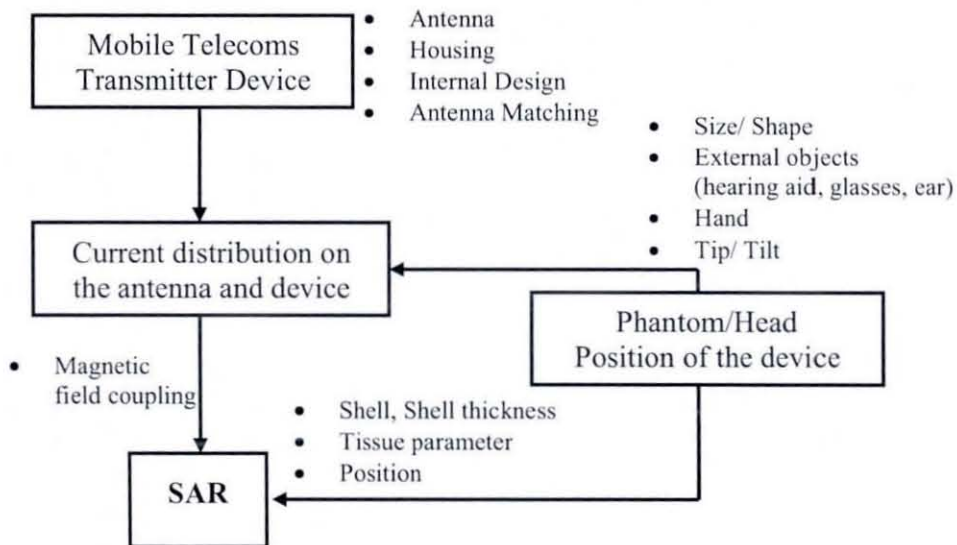 Mobile Telecoms
Transmitter Device
• Antenna
• Housing
• Internal Design
• Antenna Matching
• Size/ Shape
• External objects
(hearing aid, glasses, ear)
• Hand
• Tip/ Tilt
Current distribution on
the antenna and device
Phantom/Head
Position of the device
• Magnetic
field coupling
• Shell, Shell thickness
• Tissue parameter
• Position
SAR